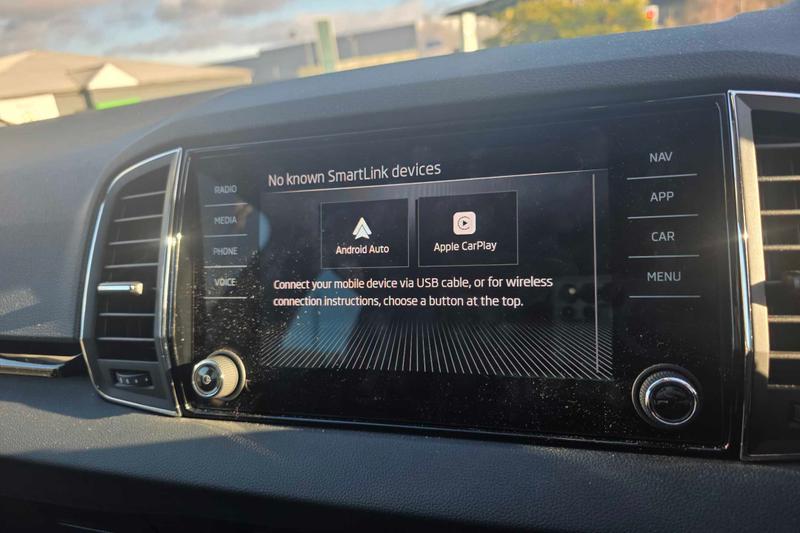 No known SmartLink devices
RADIO
MEDIA
PHONE
VOICE
Android Auto
Apple CarPlay
Connect your mobile device via USB cable, or for wireless
connection instructions, choose a button at the top.
NAV
APP
CAR
MENU